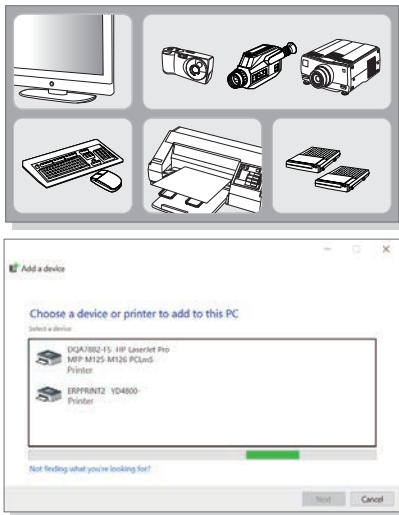 Add a device
Choose a device or printer to add to this PC
Select a device
DQA7882-FS HP LaserJet Pro
MFP M125-M126 PCLmS
Printer
ERPPRINT2 YD4800-
Printer
Not finding what you're looking for?
Next
Cancel